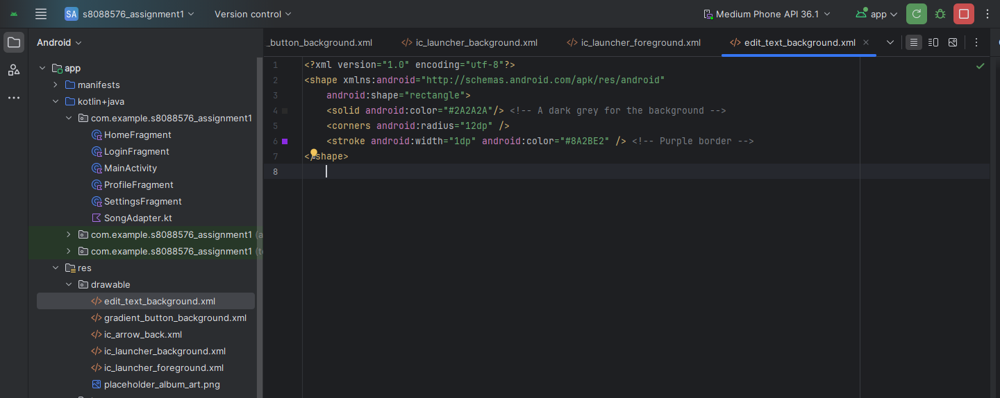 SA s8088576_assignment1 Version control Medium Phone API 36.1 app
Android
_button_background.xml ic_launcher_background.xml ic_launcher_foreground.xml edit_text_background.xml
app
manifests
kotlin+java
com.example.s8088576_assignment1
HomeFragment
LoginFragment
MainActivity
ProfileFragment
SettingsFragment
SongAdapter.kt
com.example.s8088576_assignment1 (a
com.example.s8088576_assignment1 (t
res
drawable
edit_text_background.xml
gradient_button_background.xml
ic_arrow_back.xml
ic_launcher_background.xml
ic_launcher_foreground.xml
placeholder_album_art.png
1 <?xml version="1.0" encoding="utf-8"?>
2 <shape xmlns:android="http://schemas.android.com/apk/res/android"
3 android:shape="rectangle">
4 <solid android:color="#2A2A2A"/> <!-- A dark grey for the background -->
5 <corners android:radius="12dp" />
6 <stroke android:width="1dp" android:color="#8A2BE2" /> <!-- Purple border -->
7 </shape>
8